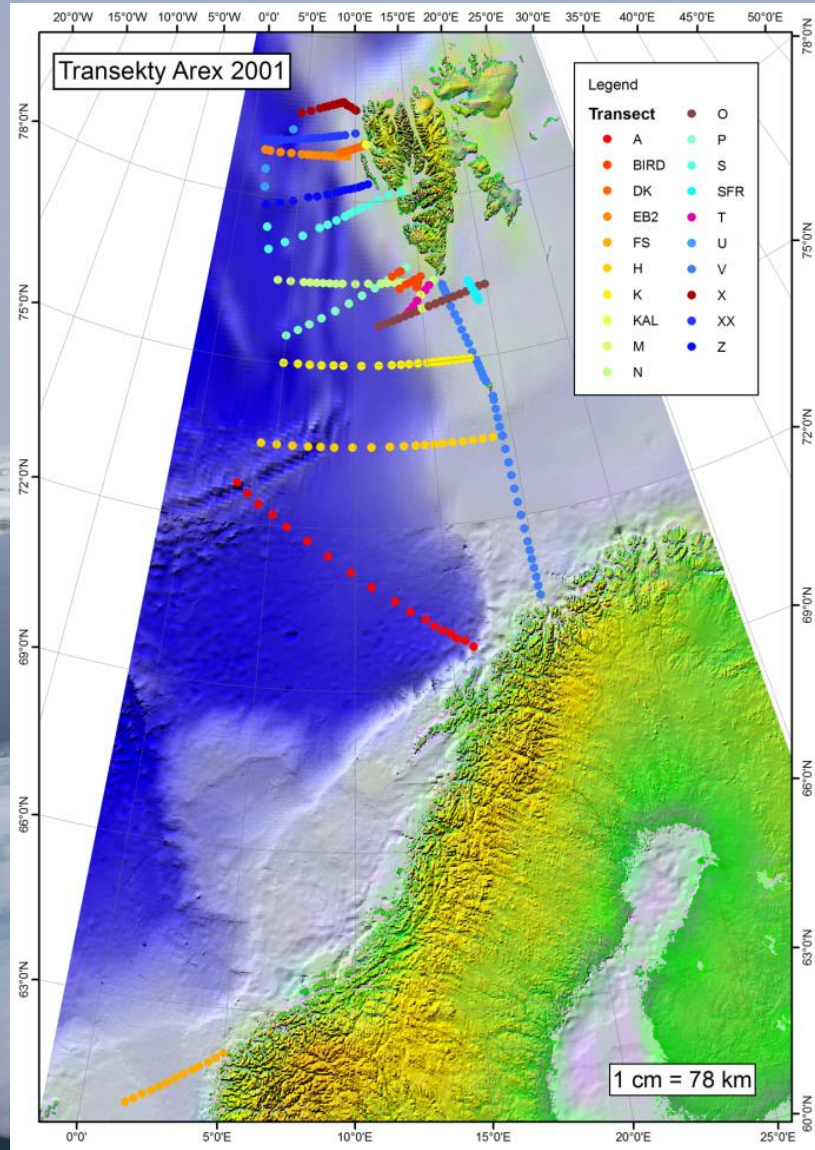 20°0'W 15°0'W 10°0'W 5°0'W 0°0' 5°0'E 10°0'E 15°0'E 20°0'E 25°0'E 30°0'E 35°0'E 40°0'E 45°0'E 50°0'E
Transekty Arex 2001
Legend
Transect
A
BIRD
DK
EB2
FS
H
K
KAL
M
N
O
P
S
SFR
T
U
V
X
XX
Z
78°0'N
75°0'N
72°0'N
69°0'N
66°0'N
63°0'N
78°0'N
75°0'N
72°0'N
69°0'N
66°0'N
63°0'N
60°0'N
1 cm = 78 km
0°0' 5°0'E 10°0'E 15°0'E 20°0'E 25°0'E